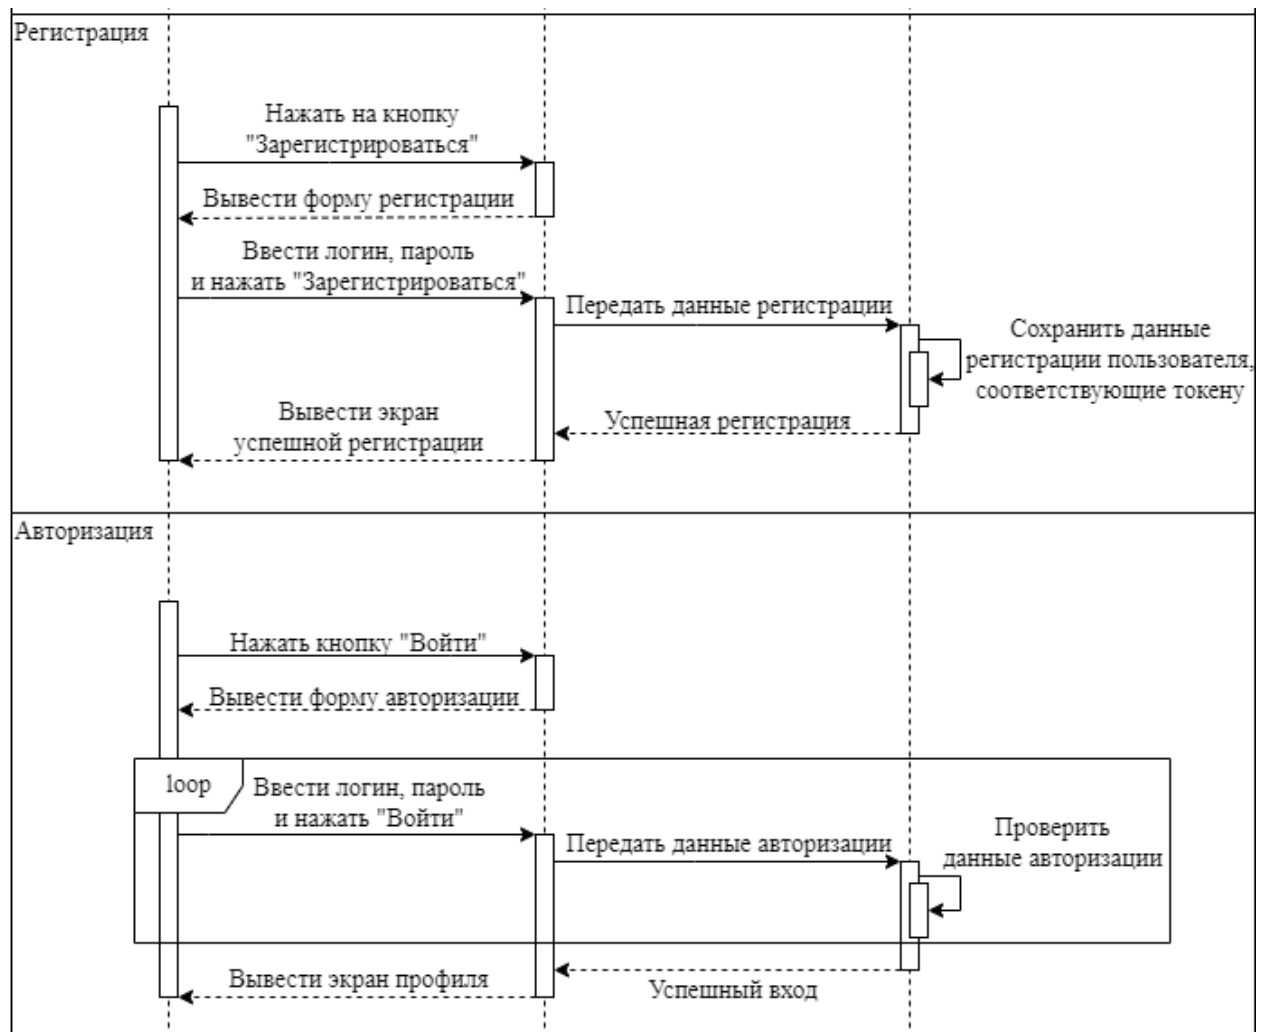 Регистрация
Нажать на кнопку
"Зарегистрироваться"
Вывести форму регистрации
Ввести логин, пароль
и нажать "Зарегистрироваться"
Передать данные регистрации
Сохранить данные
регистрации пользователя,
соответствующие токену
Успешная регистрация
Вывести экран
успешной регистрации
Авторизация
Нажать кнопку "Войти"
Вывести форму авторизации
loop
Ввести логин, пароль
и нажать "Войти"
Передать данные авторизации
Проверить
данные авторизации
Успешный вход
Вывести экран профиля